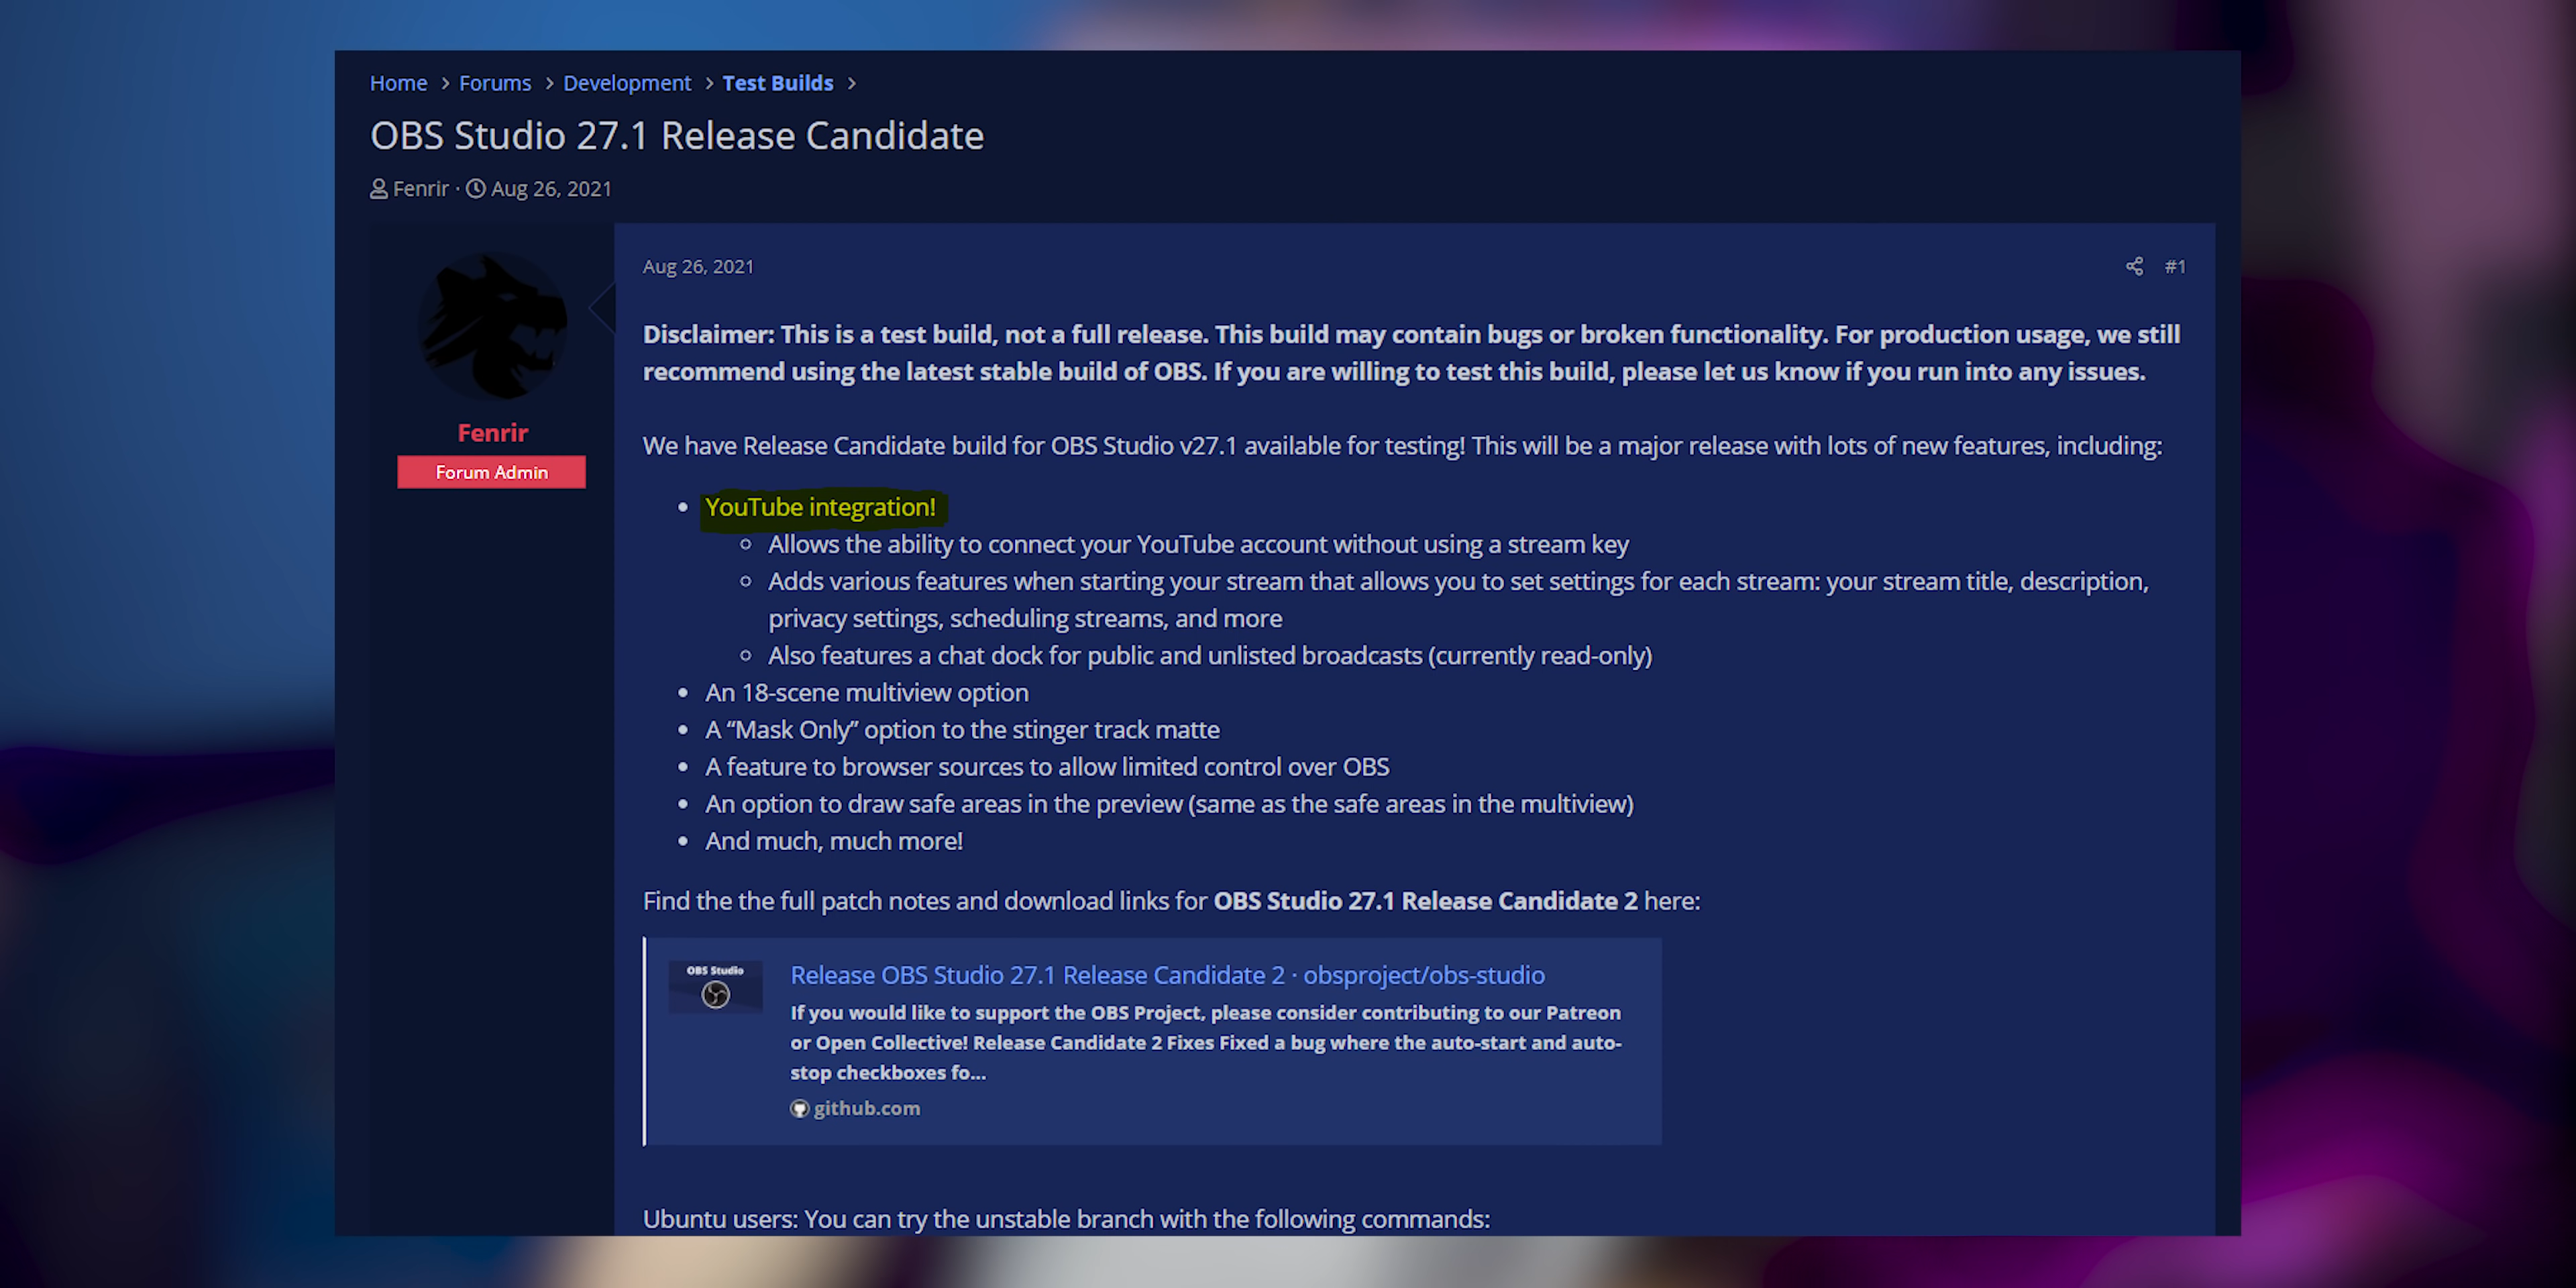 Home > Forums > Development > Test Builds >
OBS Studio 27.1 Release Candidate
Fenrir · Aug 26, 2021
Aug 26, 2021
#1
Fenrir
Forum Admin
Disclaimer: This is a test build, not a full release. This build may contain bugs or broken functionality. For production usage, we still
recommend using the latest stable build of OBS. If you are willing to test this build, please let us know if you run into any issues.
We have Release Candidate build for OBS Studio v27.1 available for testing! This will be a major release with lots of new features, including:
• YouTube integration!
◦ Allows the ability to connect your YouTube account without using a stream key
◦ Adds various features when starting your stream that allows you to set settings for each stream: your stream title, description,
privacy settings, scheduling streams, and more
◦ Also features a chat dock for public and unlisted broadcasts (currently read-only)
• An 18-scene multiview option
• A “Mask Only” option to the stinger track matte
• A feature to browser sources to allow limited control over OBS
• An option to draw safe areas in the preview (same as the safe areas in the multiview)
• And much, much more!
Find the the full patch notes and download links for OBS Studio 27.1 Release Candidate 2 here:
OBS Studio
Release OBS Studio 27.1 Release Candidate 2 · obsproject/obs-studio
If you would like to support the OBS Project, please consider contributing to our Patreon
or Open Collective! Release Candidate 2 Fixes Fixed a bug where the auto-start and auto-
stop checkboxes fo...
github.com
Ubuntu users: You can try the unstable branch with the following commands: